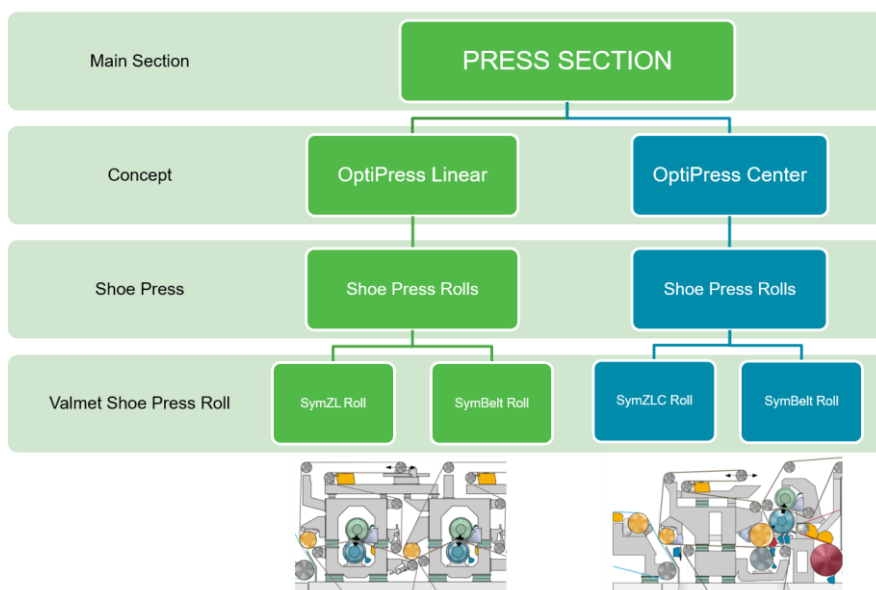 Main Section
PRESS SECTION
Concept
OptiPress Linear
OptiPress Center
Shoe Press
Shoe Press Rolls
Shoe Press Rolls
Valmet Shoe Press Roll
SymZL Roll
SymBelt Roll
SymZLC Roll
SymBelt Roll